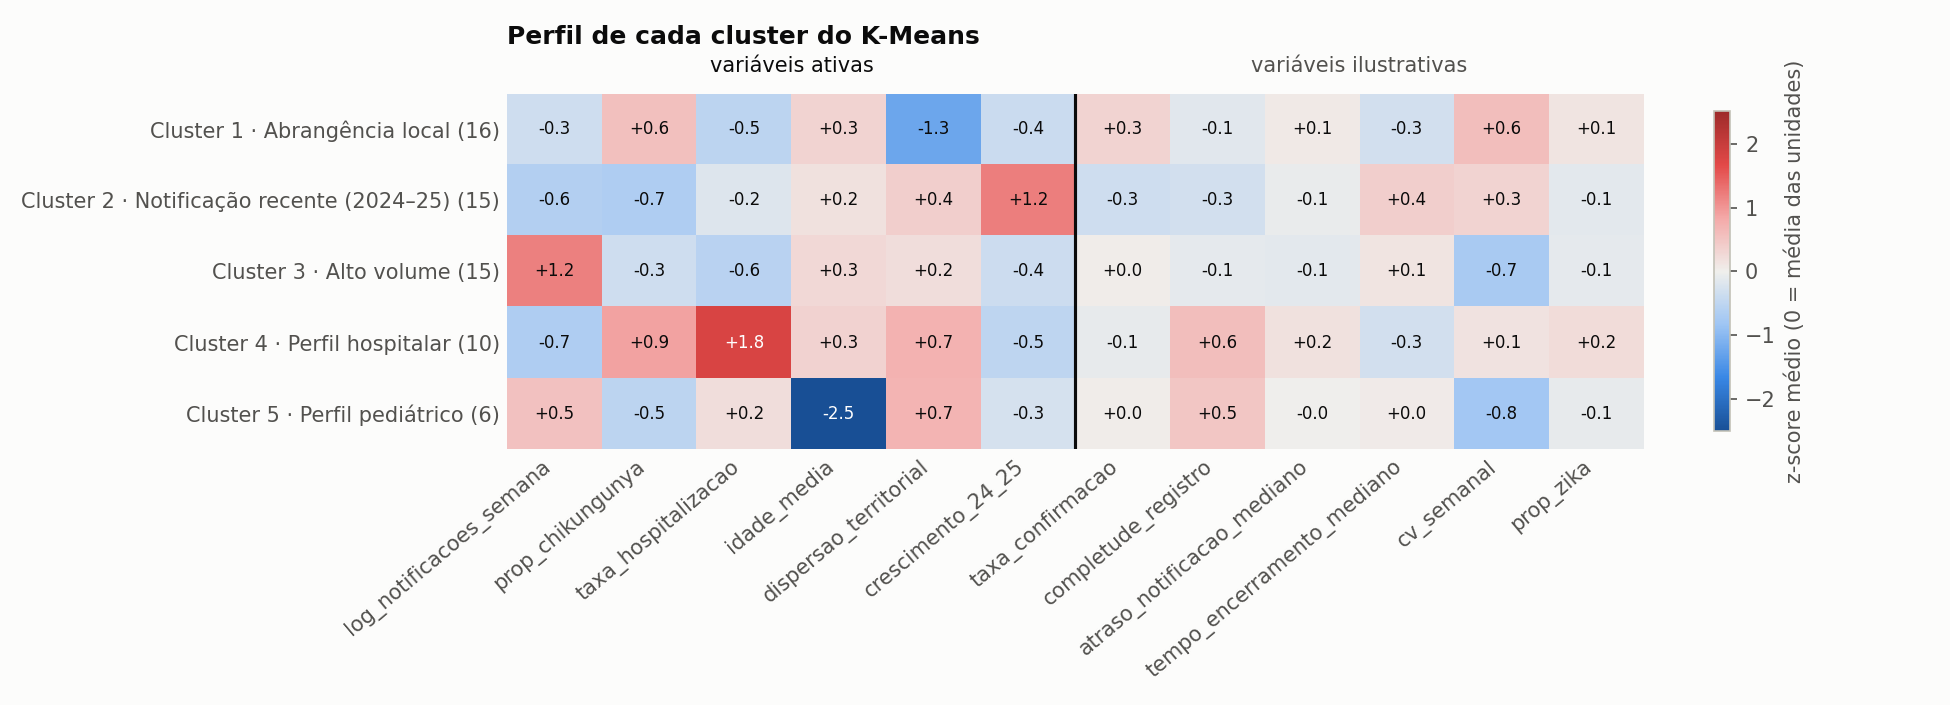 Perfil de cada cluster do K-Means
variáveis ativas
variáveis ilustrativas
Cluster 1 · Abrangência local (16)
-0.3 +0.6 -0.5 +0.3 -1.3 -0.4 +0.3 -0.1 +0.1 -0.3 +0.6 +0.1
Cluster 2 · Notificação recente (2024–25) (15)
-0.6 -0.7 -0.2 +0.2 +0.4 +1.2 -0.3 -0.3 -0.1 +0.4 +0.3 -0.1
Cluster 3 · Alto volume (15)
+1.2 -0.3 -0.6 +0.3 +0.2 -0.4 +0.0 -0.1 -0.1 +0.1 -0.7 -0.1
Cluster 4 · Perfil hospitalar (10)
-0.7 +0.9 +1.8 +0.3 +0.7 -0.5 -0.1 +0.6 +0.2 -0.3 +0.1 +0.2
Cluster 5 · Perfil pediátrico (6)
+0.5 -0.5 +0.2 -2.5 +0.7 -0.3 +0.0 +0.5 -0.0 +0.0 -0.8 -0.1
log_notificacoes_semana
prop_chikungunya
taxa_hospitalizacao
idade_media
dispersao_territorial
crescimento_24_25
taxa_confirmacao
completude_registro
atraso_notificacao_mediano
tempo_encerramento_mediano
cv_semanal
prop_zika
2
1
0
−1
−2
z-score médio (0 = média das unidades)